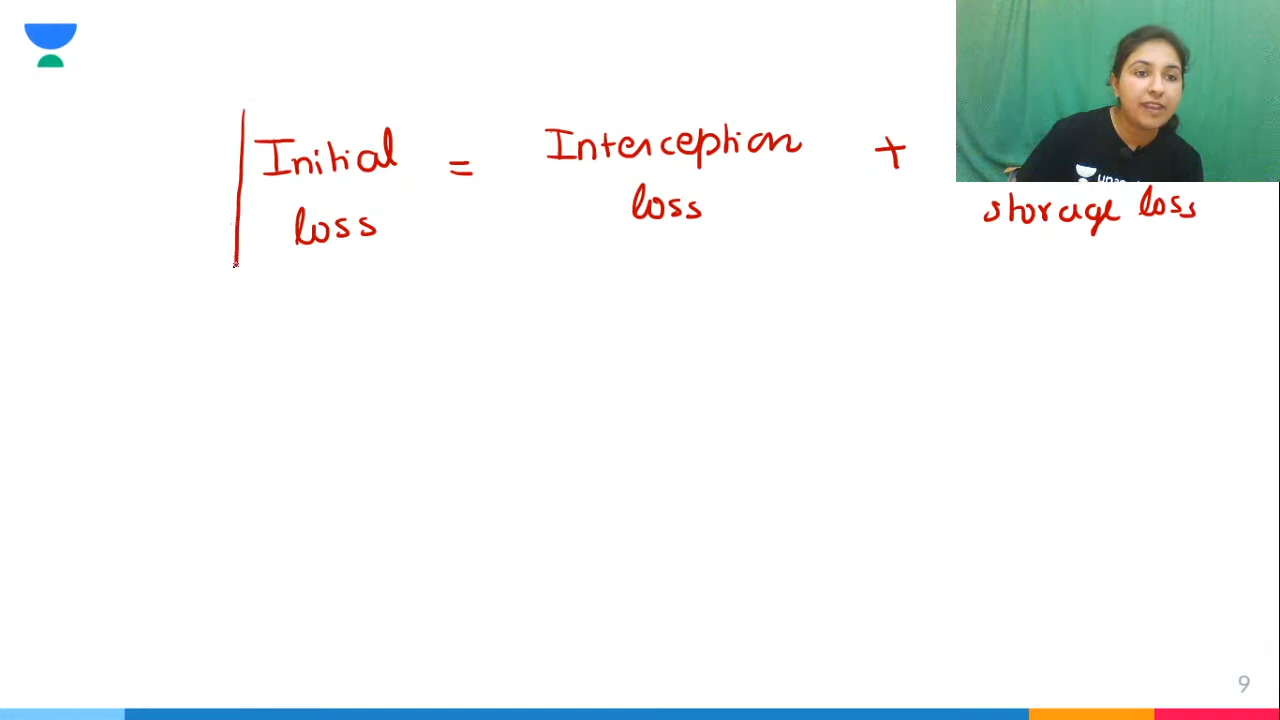 Initial = Interception +
loss loss storage loss
9